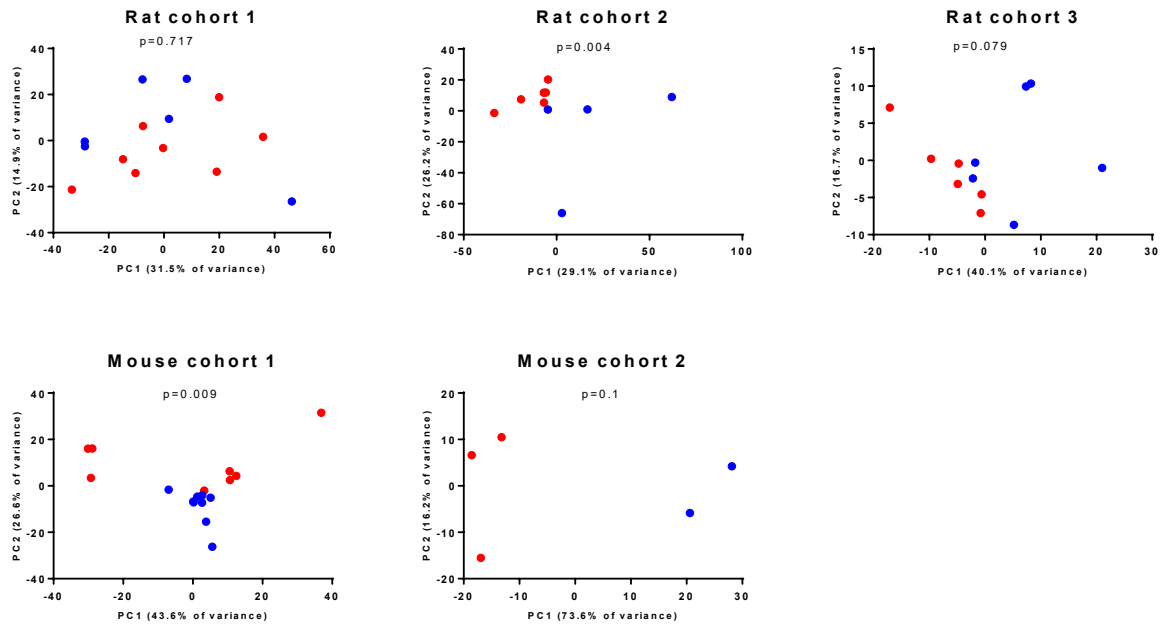 Rat cohort 1
p=0.717
40
20
0
-20
-40
-40
-20
0
20
40
60
PC2 (14.9% of variance)
PC1 (31.5% of variance)
Rat cohort 2
p=0.004
40
20
0
-20
-40
-60
-80
-50
0
50
100
PC2 (26.2% of variance)
PC1 (29.1% of variance)
Rat cohort 3
p=0.079
15
10
5
0
-5
-10
-20
-10
0
10
20
30
PC2 (16.7% of variance)
PC1 (40.1% of variance)
Mouse cohort 1
p=0.009
40
20
0
-20
-40
-40
-20
0
20
40
PC2 (26.6% of variance)
PC1 (43.6% of variance)
Mouse cohort 2
p=0.1
20
10
0
-10
-20
-20
-10
0
10
20
30
PC2 (16.2% of variance)
PC1 (73.6% of variance)